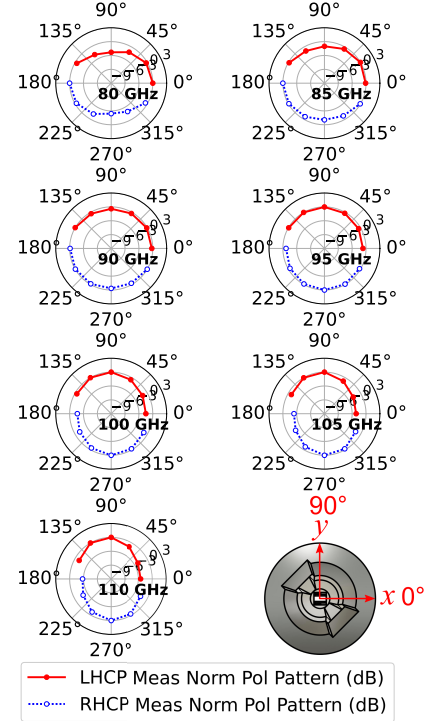 90° 90°
135° 45° 135° 45°
180° −9 −6 −3 0 3 0° 180° −9 −6 −3 0 3 0°
80 GHz 85 GHz
225° 315° 225° 315°
270° 270°
90° 90°
135° 45° 135° 45°
180° −9 −6 −3 0 3 0° 180° −9 −6 −3 0 3 0°
90 GHz 95 GHz
225° 315° 225° 315°
270° 270°
90° 90°
135° 45° 135° 45°
180° −9 −6 −3 0 3 0° 180° −9 −6 −3 0 3 0°
100 GHz 105 GHz
225° 315° 225° 315°
270° 270°
90° 90°
135° 45° y
180° −9 −6 −3 0 3 0° x 0°
110 GHz
225° 315°
270°
LHCP Meas Norm Pol Pattern (dB)
RHCP Meas Norm Pol Pattern (dB)